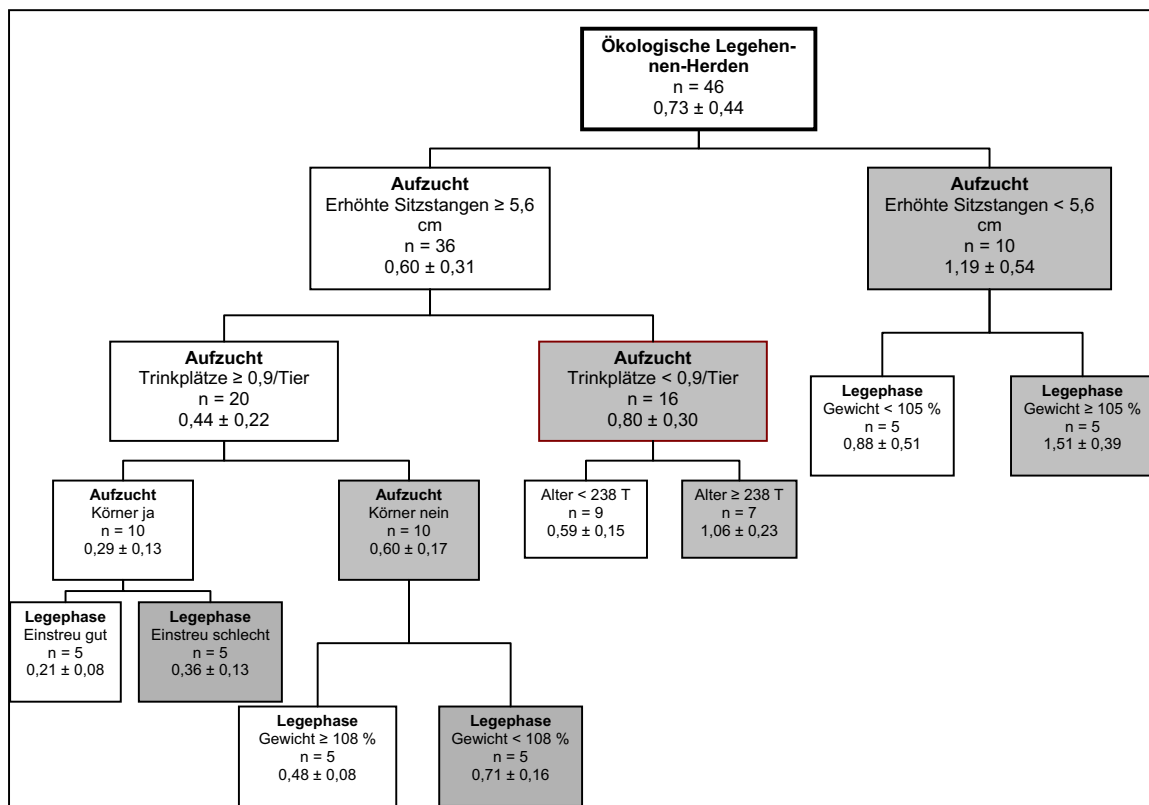 Ökologische Legehen-
nen-Herden
n = 46
0,73 ± 0,44
Aufzucht
Erhöhte Sitzstangen ≥ 5,6
cm
n = 36
0,60 ± 0,31
Aufzucht
Erhöhte Sitzstangen < 5,6
cm
n = 10
1,19 ± 0,54
Aufzucht
Trinkplätze ≥ 0,9/Tier
n = 20
0,44 ± 0,22
Aufzucht
Trinkplätze < 0,9/Tier
n = 16
0,80 ± 0,30
Legephase
Gewicht < 105 %
n = 5
0,88 ± 0,51
Legephase
Gewicht ≥ 105 %
n = 5
1,51 ± 0,39
Aufzucht
Körner ja
n = 10
0,29 ± 0,13
Aufzucht
Körner nein
n = 10
0,60 ± 0,17
Alter < 238 T
n = 9
0,59 ± 0,15
Alter ≥ 238 T
n = 7
1,06 ± 0,23
Legephase
Einstreu gut
n = 5
0,21 ± 0,08
Legephase
Einstreu schlecht
n = 5
0,36 ± 0,13
Legephase
Gewicht ≥ 108 %
n = 5
0,48 ± 0,08
Legephase
Gewicht < 108 %
n = 5
0,71 ± 0,16